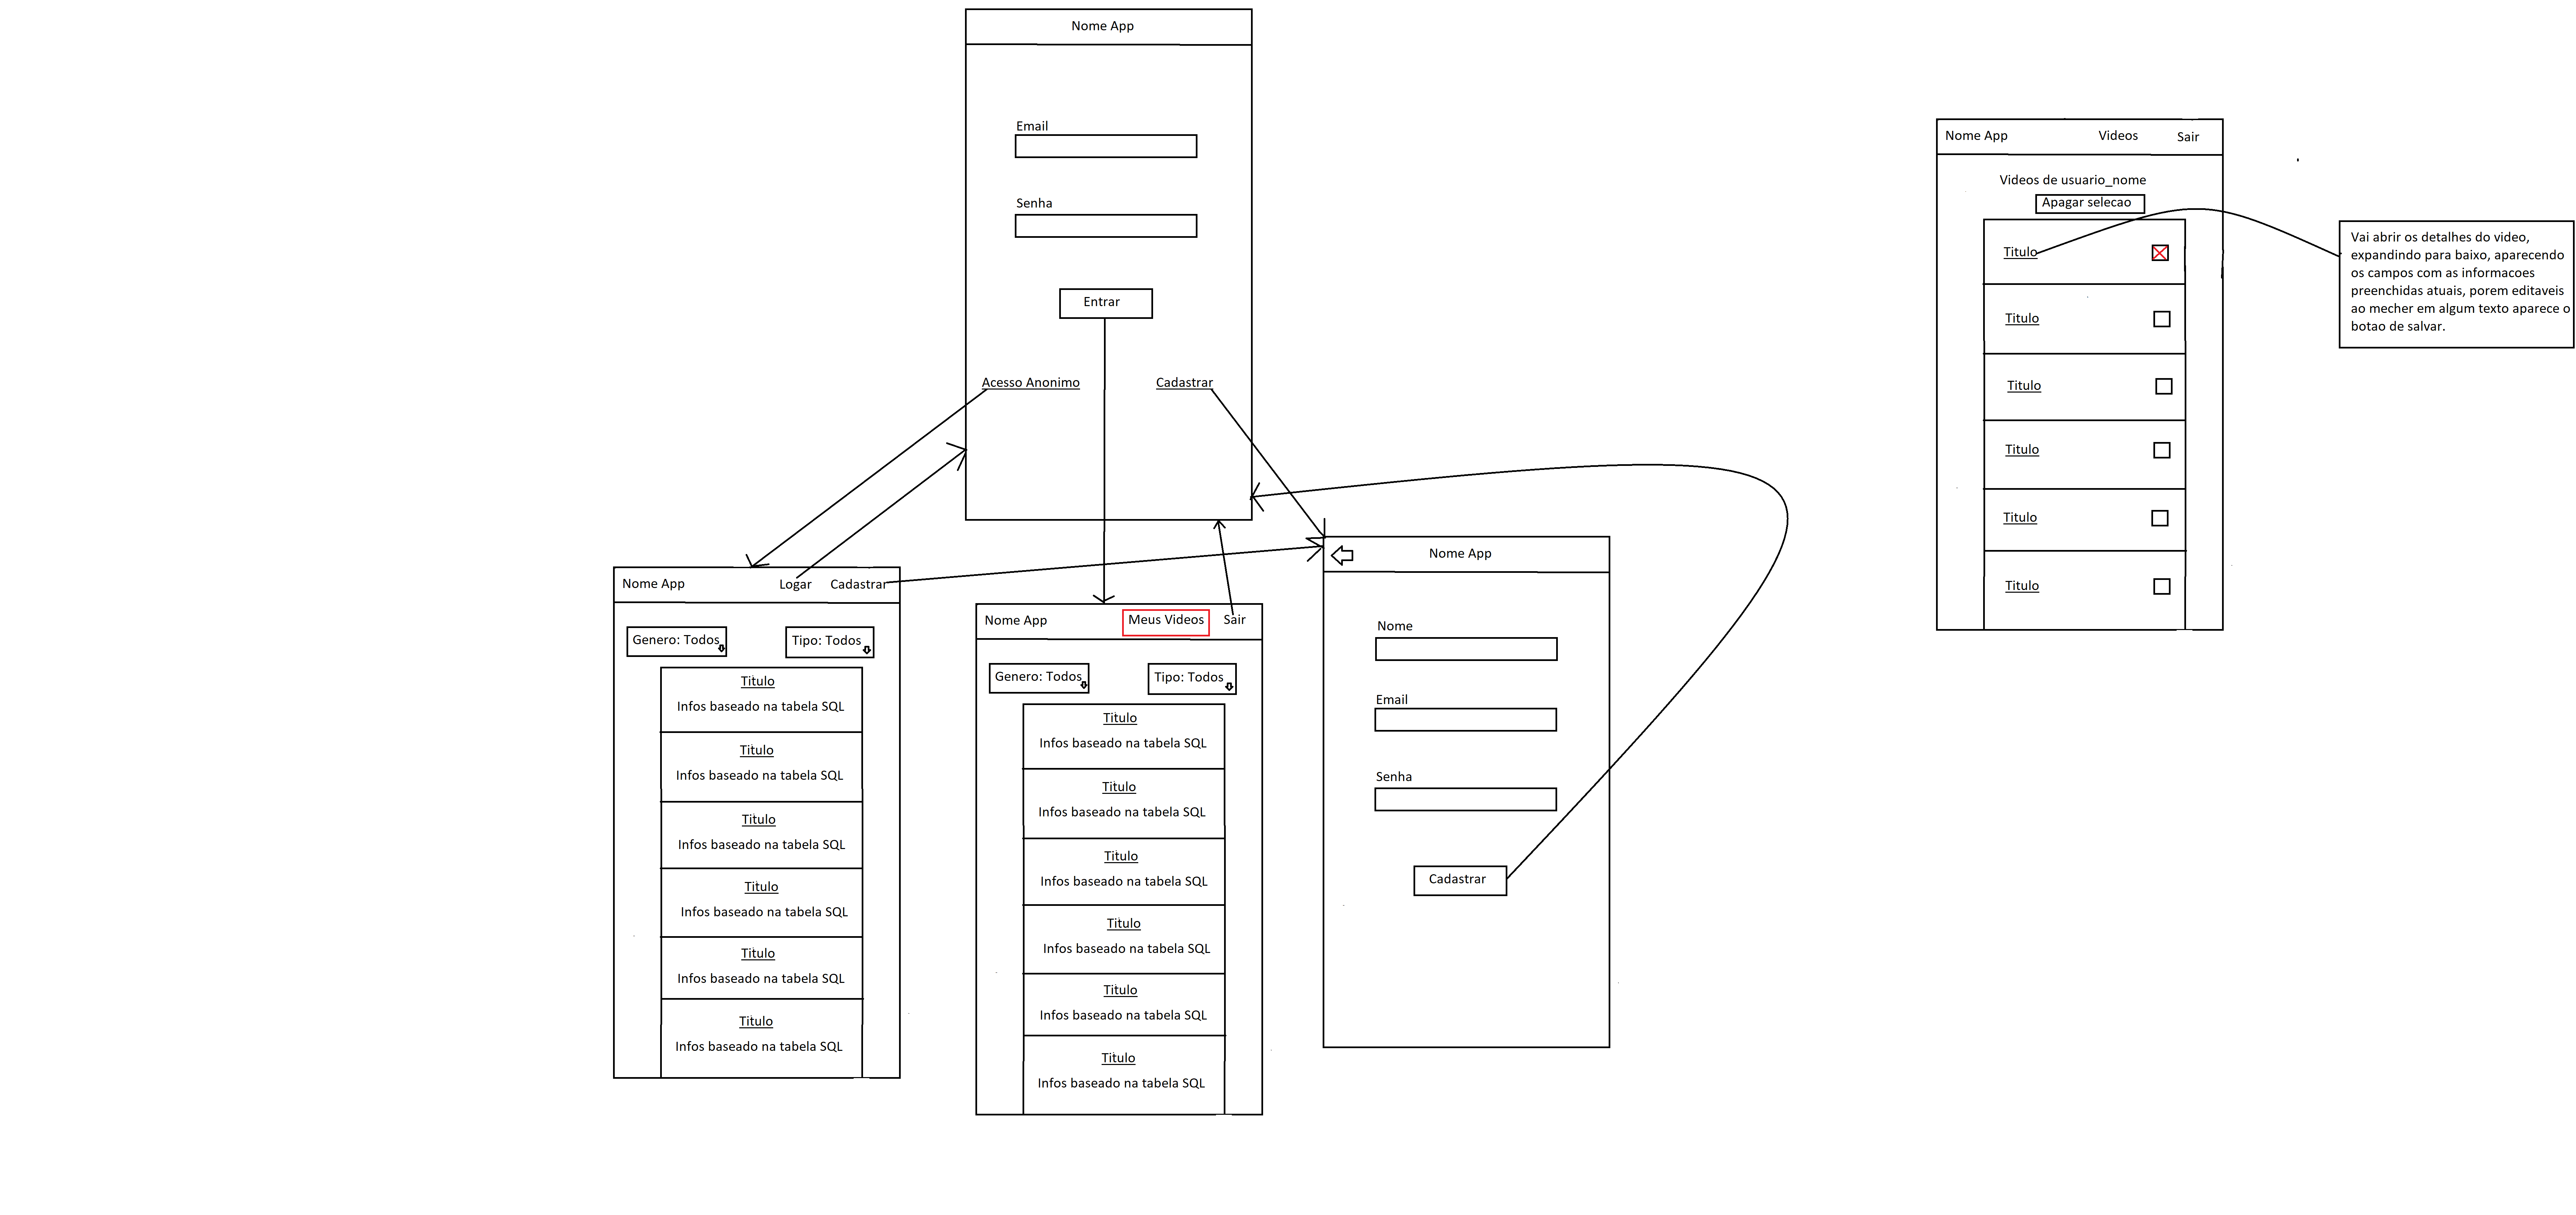 Nome App
Email
Senha
Entrar
Acesso Anonimo
Cadastrar
Nome App
Logar
Cadastrar
Genero: Todos
Tipo: Todos
Titulo
Infos baseado na tabela SQL
Titulo
Infos baseado na tabela SQL
Titulo
Infos baseado na tabela SQL
Titulo
Infos baseado na tabela SQL
Titulo
Infos baseado na tabela SQL
Titulo
Infos baseado na tabela SQL
Nome App
Meus Videos
Sair
Genero: Todos
Tipo: Todos
Titulo
Infos baseado na tabela SQL
Titulo
Infos baseado na tabela SQL
Titulo
Infos baseado na tabela SQL
Titulo
Infos baseado na tabela SQL
Titulo
Infos baseado na tabela SQL
Titulo
Infos baseado na tabela SQL
Nome App
Nome
Email
Senha
Cadastrar
Nome App
Videos
Sair
Videos de usuario_nome
Apagar selecao
Titulo
Titulo
Titulo
Titulo
Titulo
Titulo
Vai abrir os detalhes do video,
expandindo para baixo, aparecendo
os campos com as informacoes
preenchidas atuais, porem editaveis
ao mecher em algum texto aparece o
botao de salvar.